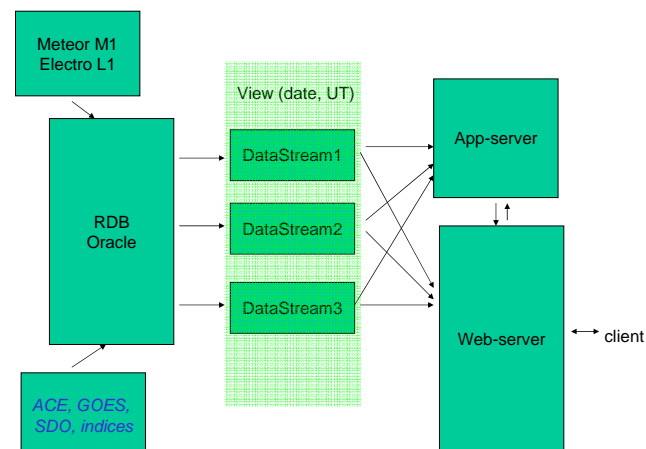 Meteor M1
Electro L1
View (date, UT)
DataStream1
App-server
RDB
Oracle
DataStream2
DataStream3
Web-server
client
ACE, GOES,
SDO, indices